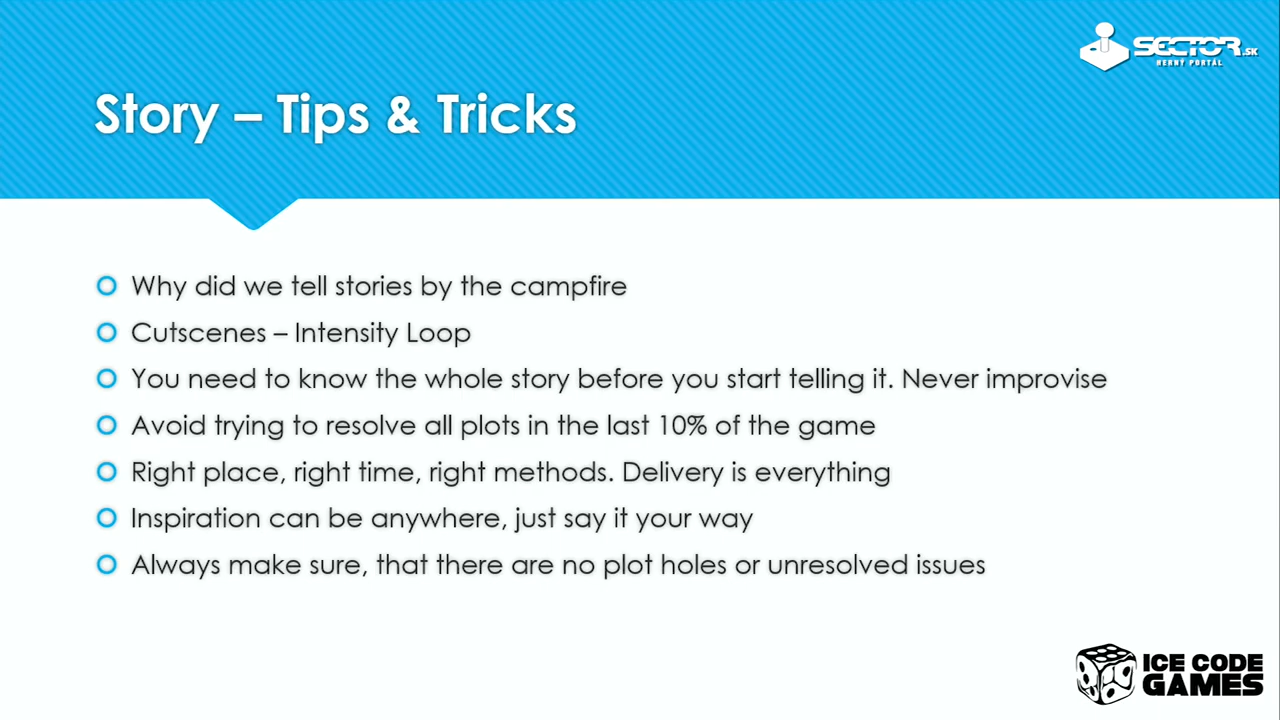 SECTOR.SK
HERNÝ PORTÁL
Story – Tips & Tricks
Why did we tell stories by the campfire
Cutscenes – Intensity Loop
You need to know the whole story before you start telling it. Never improvise
Avoid trying to resolve all plots in the last 10% of the game
Right place, right time, right methods. Delivery is everything
Inspiration can be anywhere, just say it your way
Always make sure, that there are no plot holes or unresolved issues
ICE CODE
GAMES